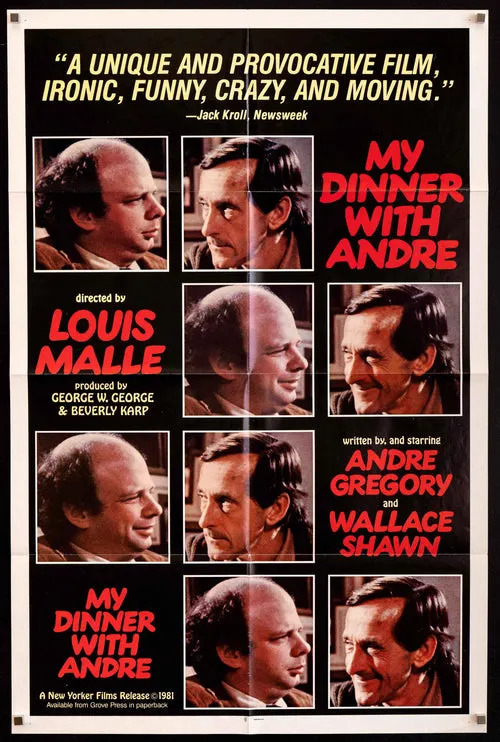 “A UNIQUE AND PROVOCATIVE FILM,
IRONIC, FUNNY, CRAZY, AND MOVING.”
—Jack Kroll, Newsweek
MY
DINNER
WITH
ANDRE
directed by
LOUIS
MALLE
produced by
GEORGE W. GEORGE
& BEVERLY KARP
written by, and starring
ANDRE
GREGORY
and
WALLACE
SHAWN
MY
DINNER
WITH
ANDRE
A New Yorker Films Release ©1981
Available from Grove Press in paperback